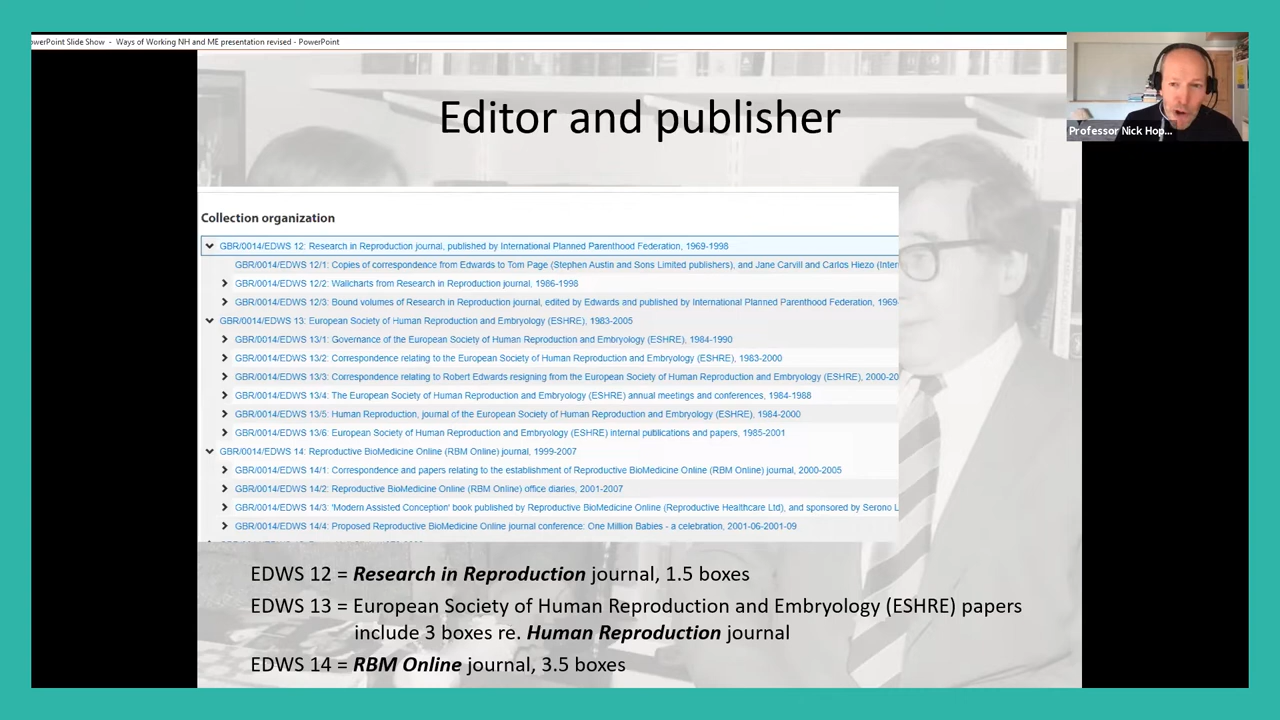 owerPoint Slide Show - Ways of Working NH and ME presentation revised - PowerPoint
Professor Nick Hop...
Editor and publisher
Collection organization
GBR/0014/EDWS 12: Research in Reproduction journal, published by International Planned Parenthood Federation, 1969-1998
GBR/0014/EDWS 12/1: Copies of correspondence from Edwards to Tom Page (Stephen Austin and Sons Limited publishers), and Jane Carvill and Carlos Hiezo (Inter
GBR/0014/EDWS 12/2: Wallcharts from Research in Reproduction journal, 1986-1998
GBR/0014/EDWS 12/3: Bound volumes of Research in Reproduction journal, edited by Edwards and published by International Planned Parenthood Federation, 1969-
GBR/0014/EDWS 13: European Society of Human Reproduction and Embryology (ESHRE), 1983-2005
GBR/0014/EDWS 13/1: Governance of the European Society of Human Reproduction and Embryology (ESHRE), 1984-1990
GBR/0014/EDWS 13/2: Correspondence relating to the European Society of Human Reproduction and Embryology (ESHRE), 1983-2000
GBR/0014/EDWS 13/3: Correspondence relating to Robert Edwards resigning from the European Society of Human Reproduction and Embryology (ESHRE), 2000-20
GBR/0014/EDWS 13/4: The European Society of Human Reproduction and Embryology (ESHRE) annual meetings and conferences, 1984-1988
GBR/0014/EDWS 13/5: Human Reproduction, journal of the European Society of Human Reproduction and Embryology (ESHRE), 1984-2000
GBR/0014/EDWS 13/6: European Society of Human Reproduction and Embryology (ESHRE) internal publications and papers, 1985-2001
GBR/0014/EDWS 14: Reproductive BioMedicine Online (RBM Online) journal, 1999-2007
GBR/0014/EDWS 14/1: Correspondence and papers relating to the establishment of Reproductive BioMedicine Online (RBM Online) journal, 2000-2005
GBR/0014/EDWS 14/2: Reproductive BioMedicine Online (RBM Online) office diaries, 2001-2007
GBR/0014/EDWS 14/3: 'Modern Assisted Conception' book published by Reproductive BioMedicine Online (Reproductive Healthcare Ltd), and sponsored by Serono L
GBR/0014/EDWS 14/4: Proposed Reproductive BioMedicine Online journal conference: One Million Babies - a celebration, 2001-06-2001-09
EDWS 12 = Research in Reproduction journal, 1.5 boxes
EDWS 13 = European Society of Human Reproduction and Embryology (ESHRE) papers
include 3 boxes re. Human Reproduction journal
EDWS 14 = RBM Online journal, 3.5 boxes